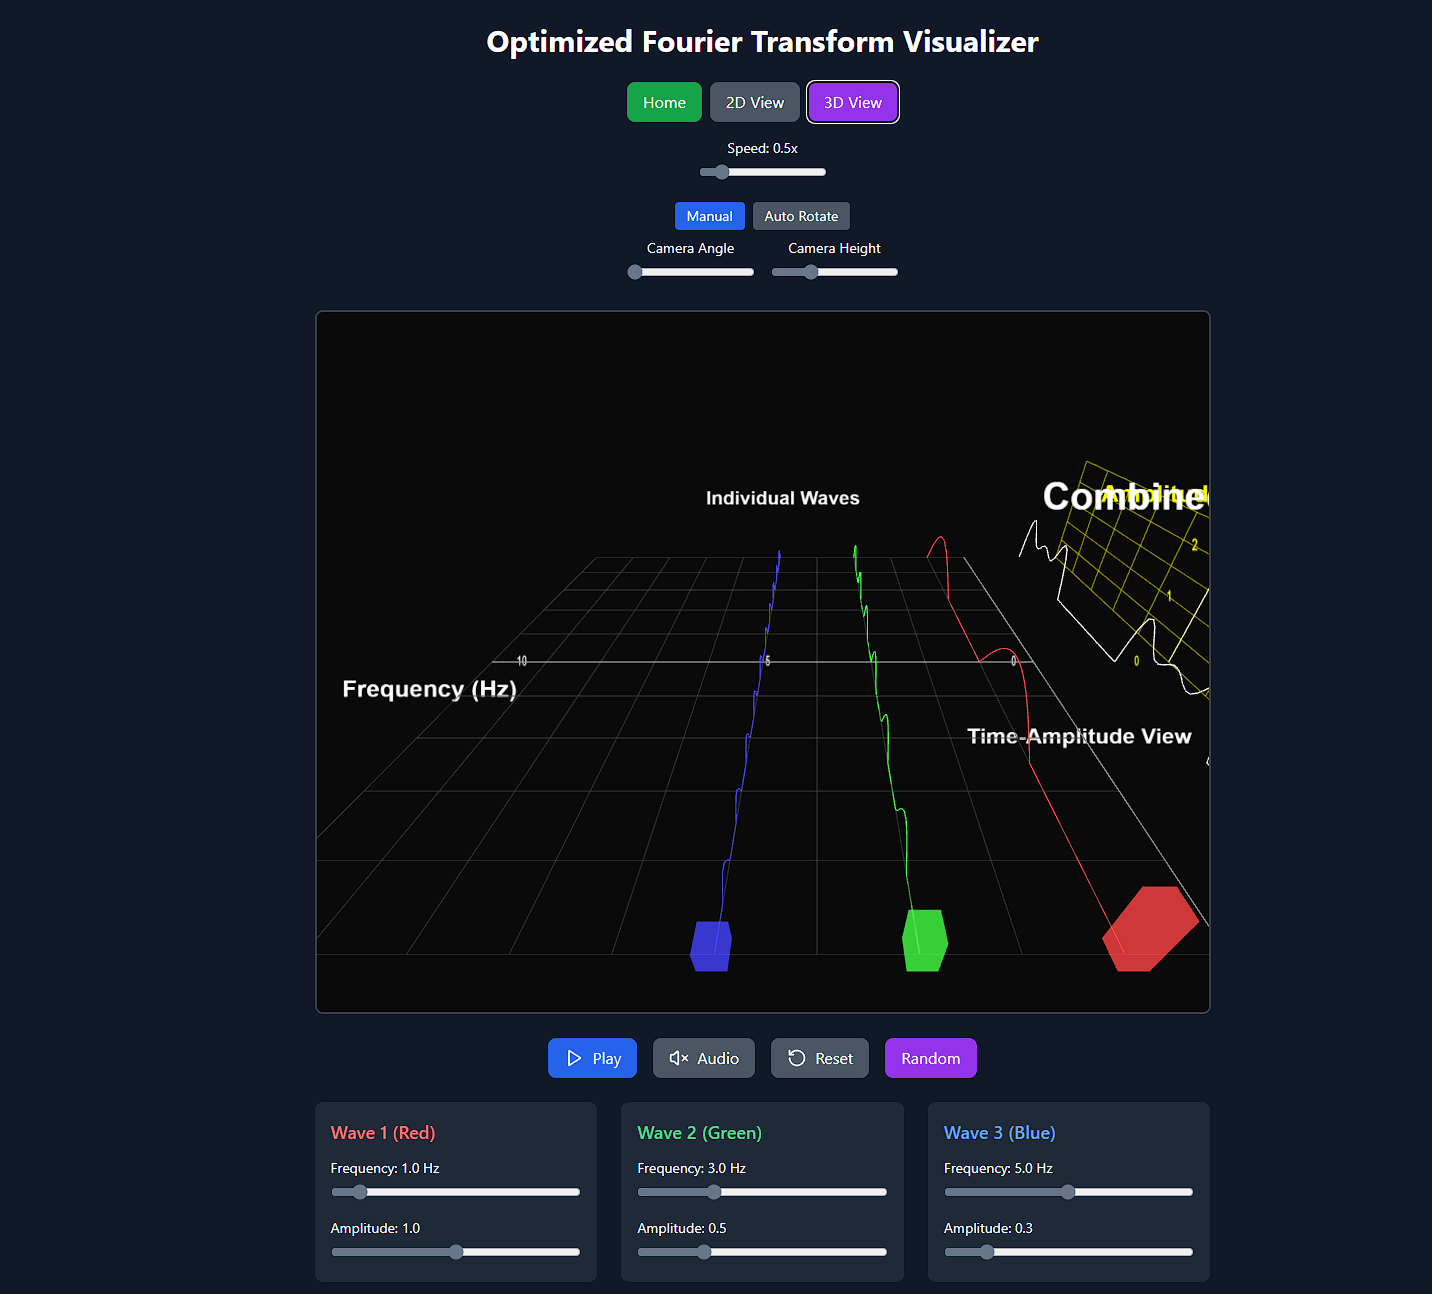 Optimized Fourier Transform Visualizer
Home
2D View
3D View
Speed: 0.5x
Manual
Auto Rotate
Camera Angle
Camera Height
Individual Waves
Combine
Amplitud
2
1
0
10
5
0
Frequency (Hz)
Time-Amplitude View
Play
Audio
Reset
Random
Wave 1 (Red)
Frequency: 1.0 Hz
Amplitude: 1.0
Wave 2 (Green)
Frequency: 3.0 Hz
Amplitude: 0.5
Wave 3 (Blue)
Frequency: 5.0 Hz
Amplitude: 0.3